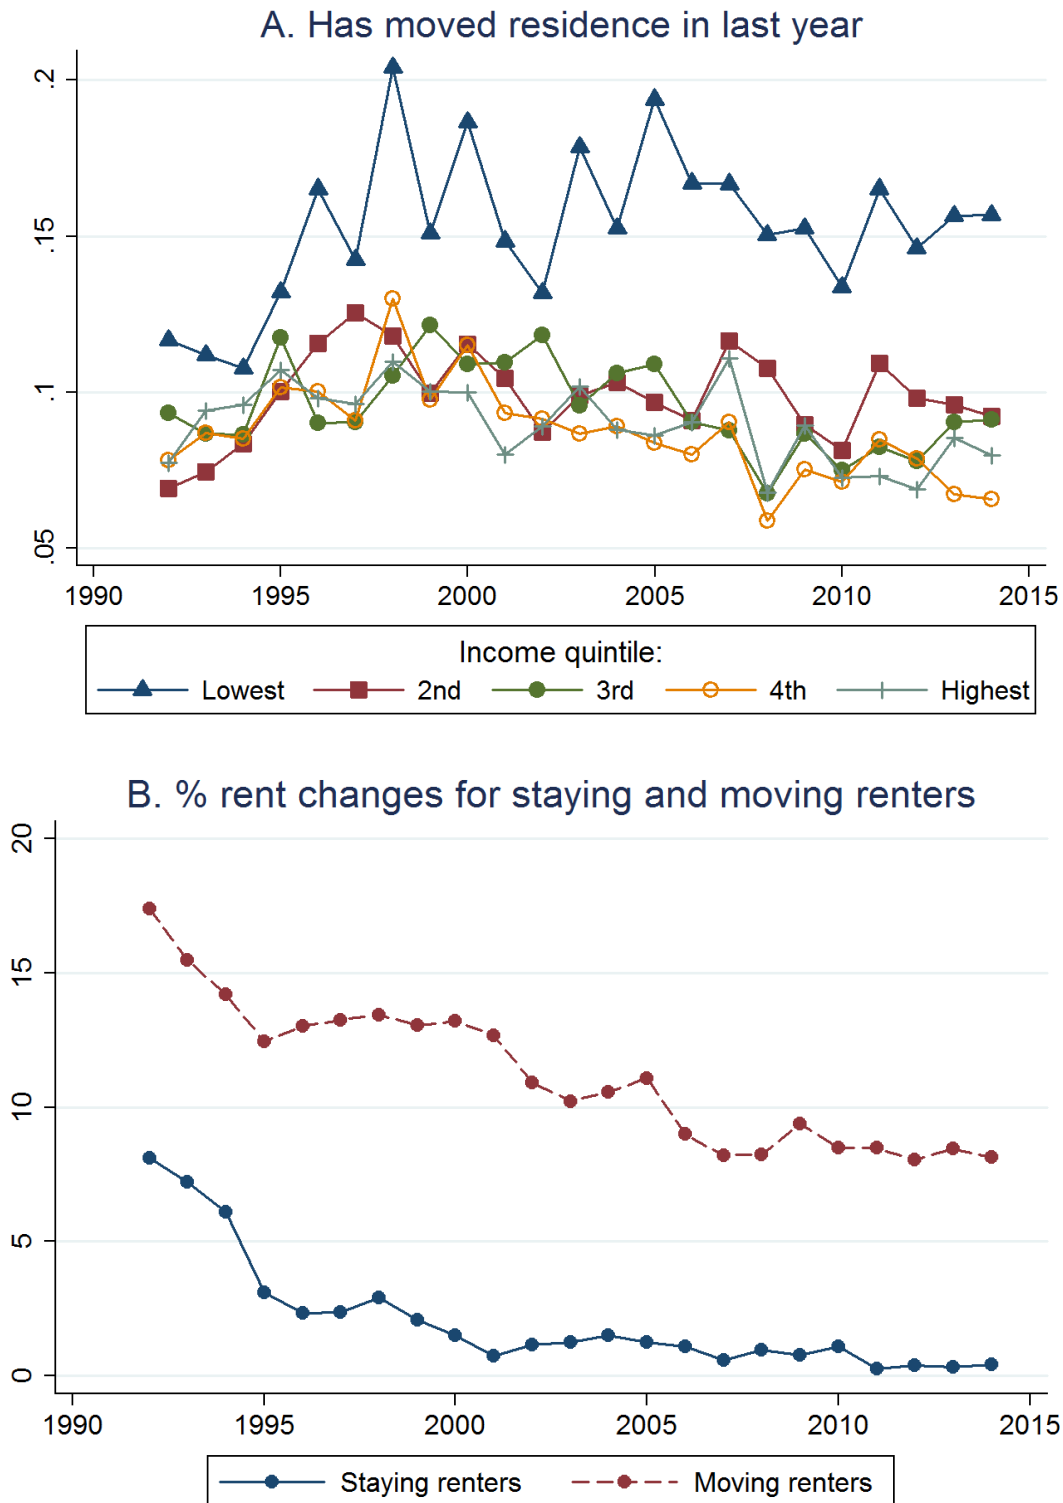 A. Has moved residence in last year
.2
.15
.1
.05
1990 1995 2000 2005 2010 2015
Income quintile:
Lowest 2nd 3rd 4th Highest
B. % rent changes for staying and moving renters
20
15
10
5
0
1990 1995 2000 2005 2010 2015
Staying renters Moving renters